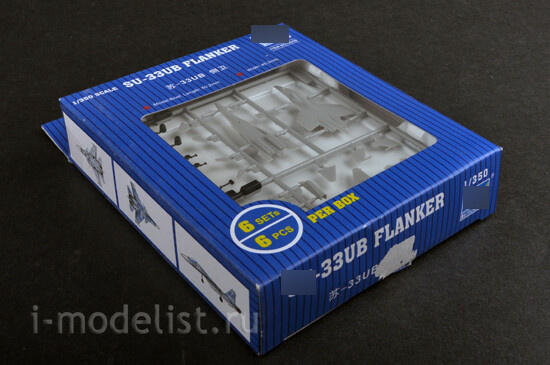 1/350 SCALE SU-33UB FLANKER
苏-33UB 侧卫
6 SETs
6 PCS
PER BOX
1/350
-33UB FLANKER
苏-33UB
i-modelist.ru